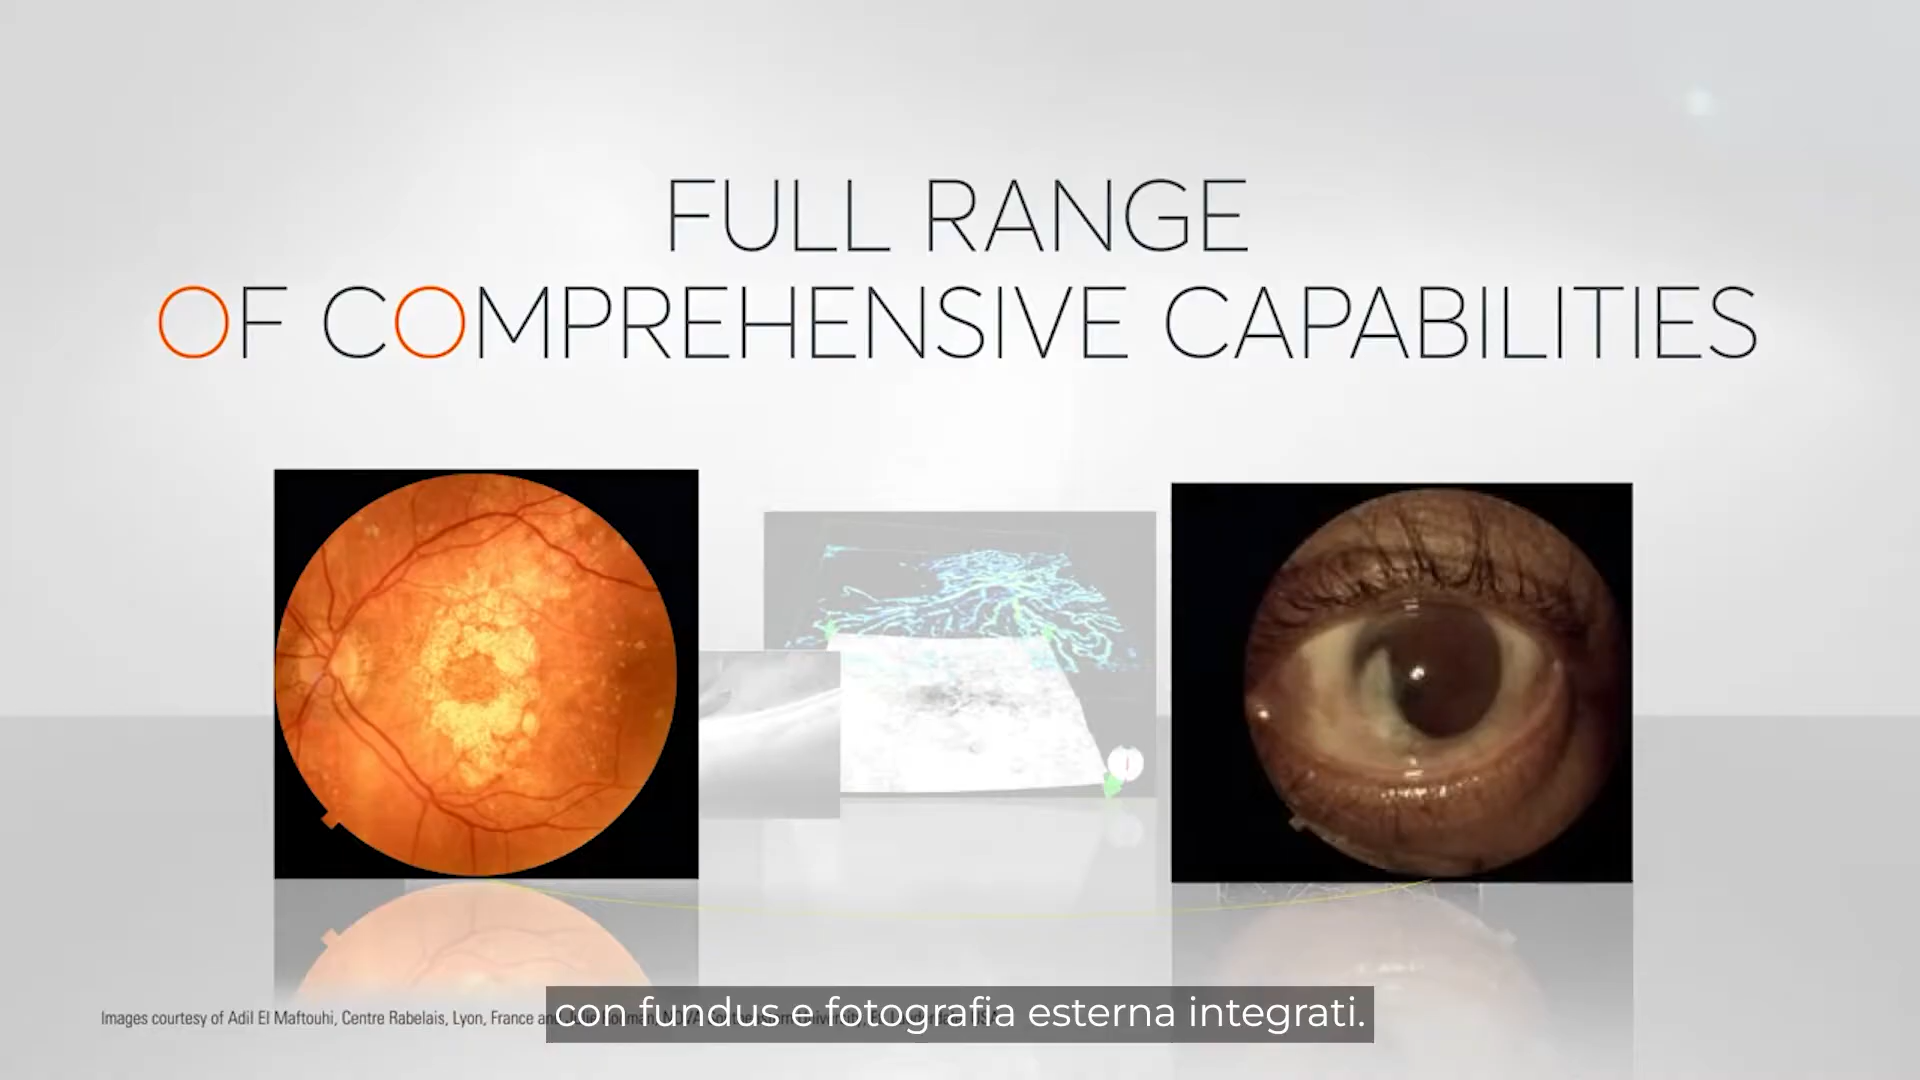 FULL RANGE
OF COMPREHENSIVE CAPABILITIES
Images courtesy of Adil El Maftouhi, Centre Rabelais, Lyon, France
con fundus e fotografia esterna integrati.